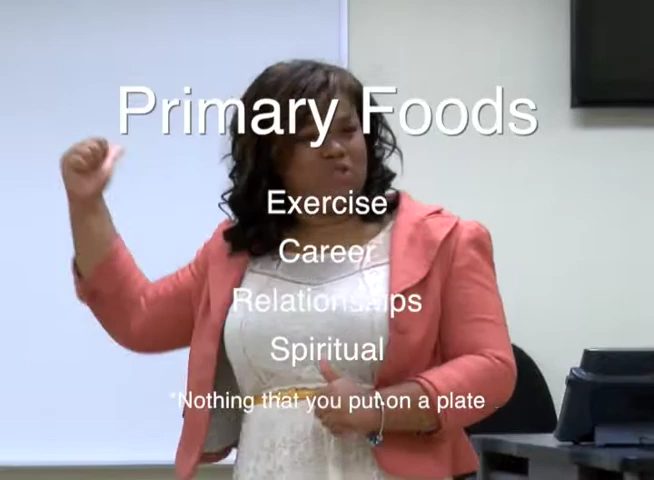 Primary Foods
Exercise
Career
Relationships
Spiritual
*Nothing that you put on a plate